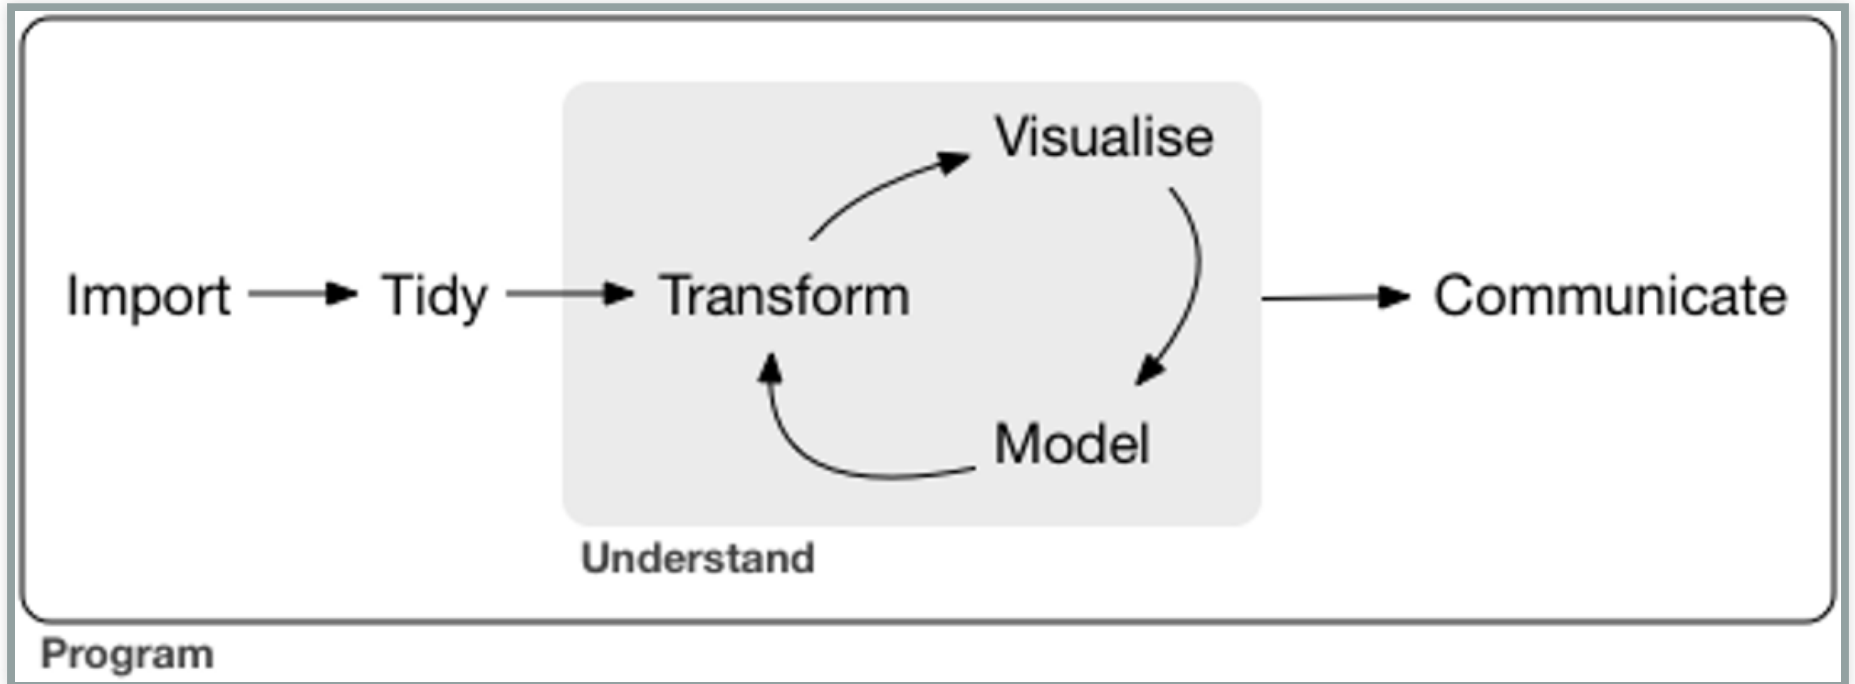 Visualise
Import Tidy Transform Communicate
Model
Understand
Program